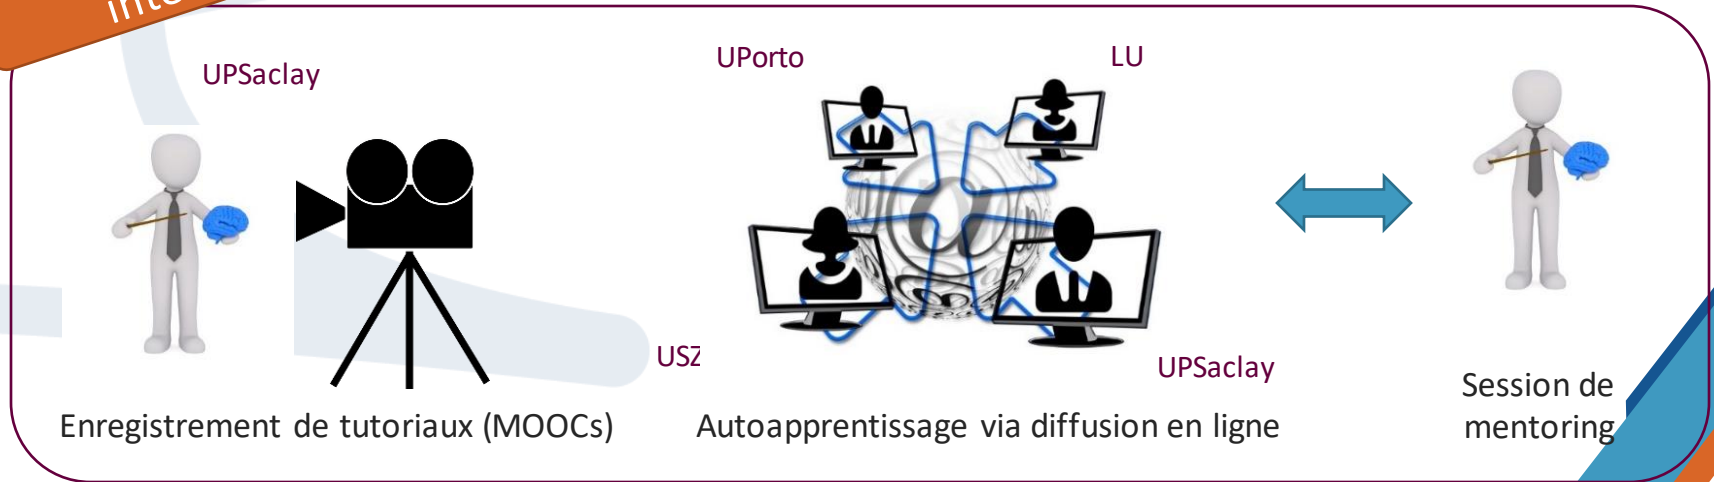 UPSaclay
UPorto
LU
USZ
UPSaclay
Enregistrement de tutoriaux (MOOCs)
Autoapprentissage via diffusion en ligne
Session de
mentoring